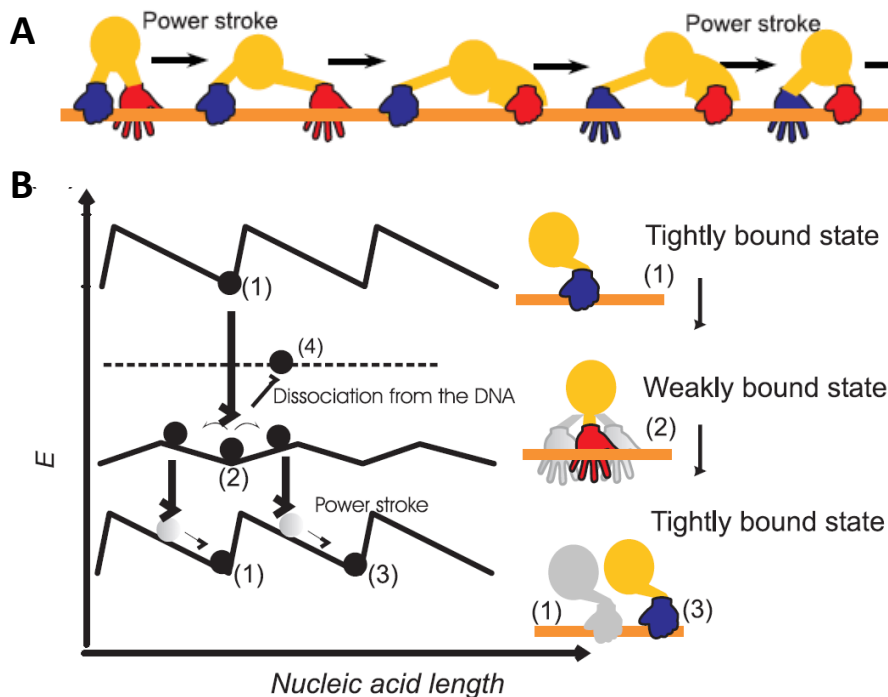 A
Power stroke
Power stroke
B
(1)
(4)
Dissociation from the DNA
(2)
Power stroke
(1)
(3)
E
Nucleic acid length
Tightly bound state
(1)
Weakly bound state
(2)
Tightly bound state
(1)
(3)